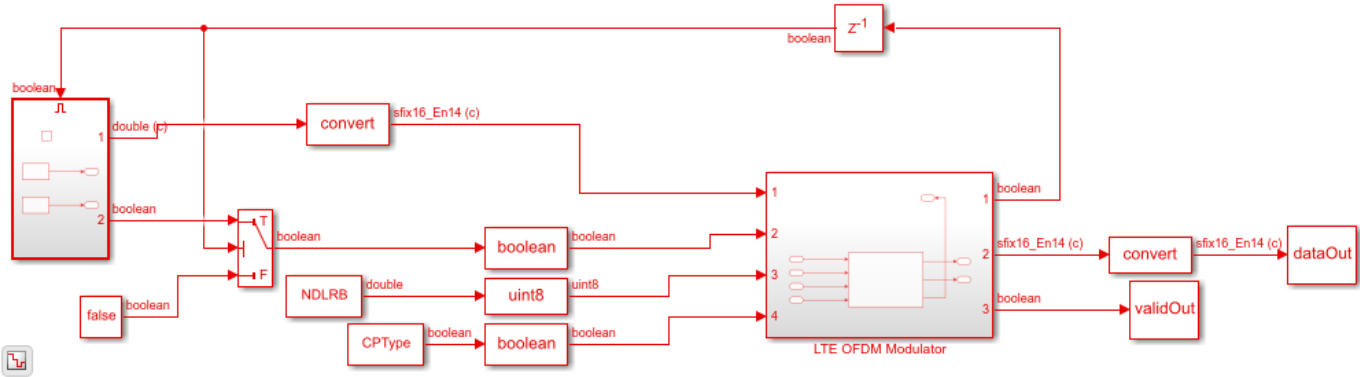 z-1
boolean
boolean
1
double (c)
convert
sfix16_En14 (c)
2
boolean
T
F
boolean
false
boolean
boolean
boolean
NDLRB
double
uint8
uint8
CPType
boolean
boolean
boolean
1
2
3
4
1
boolean
2
sfix16_En14 (c)
3
boolean
LTE OFDM Modulator
convert
sfix16_En14 (c)
dataOut
validOut